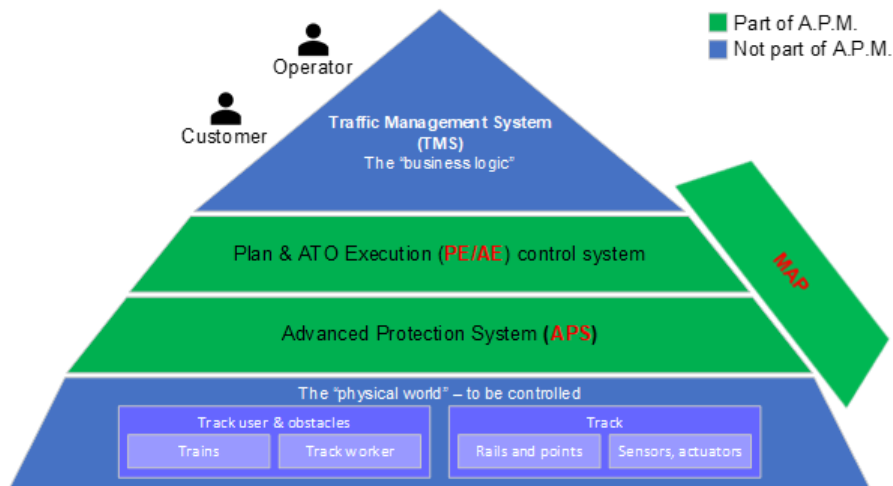 Part of A.P.M.
Not part of A.P.M.
Operator
Customer
Traffic Management System
(TMS)
The “business logic”
Plan & ATO Execution (PE/AE) control system
MAP
Advanced Protection System (APS)
The “physical world” – to be controlled
Track user & obstacles
Track
Trains
Track worker
Rails and points
Sensors, actuators